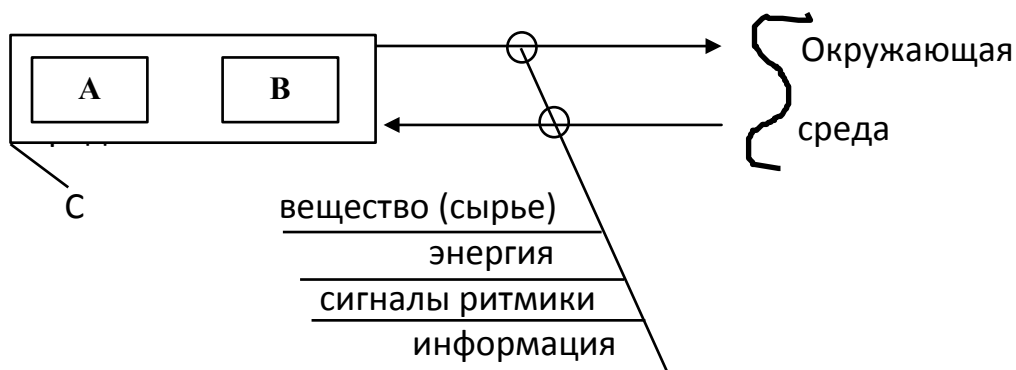 А
В
Окружающая
среда
С
вещество (сырье)
энергия
сигналы ритмики
информация